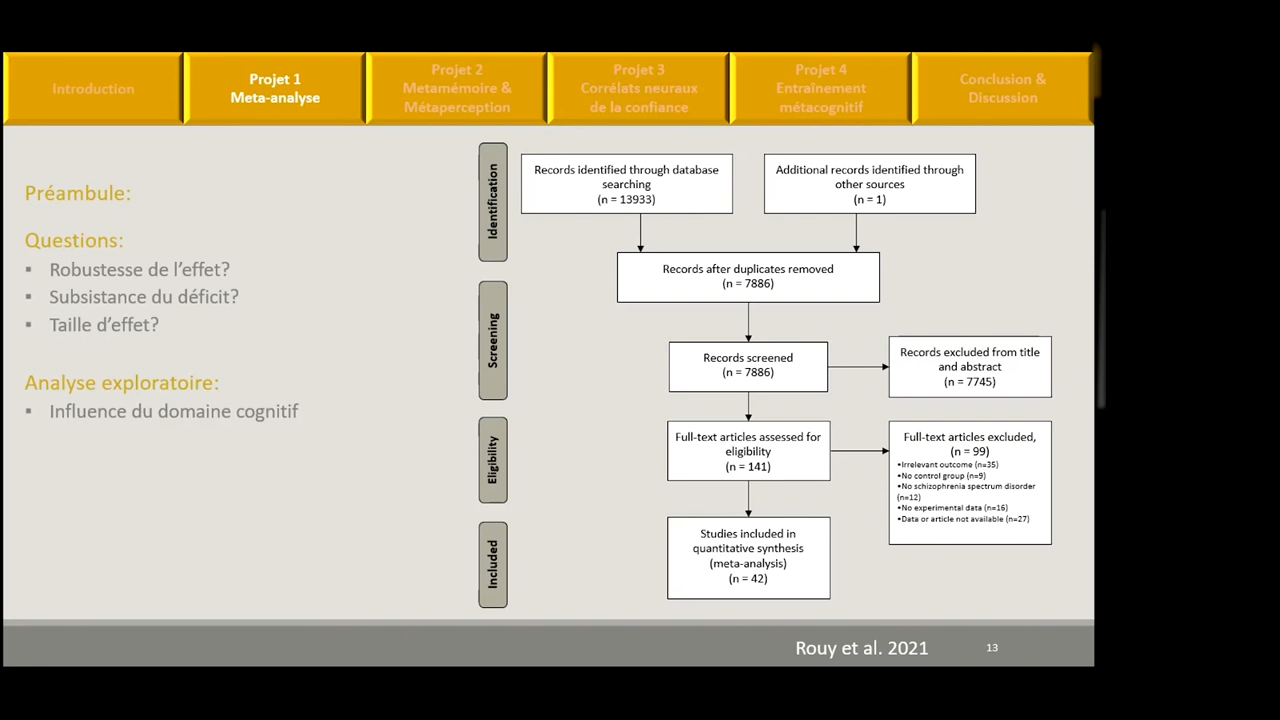 Introduction
Projet 1
Meta-analyse
Projet 2
Metamémoire &
Métaperception
Projet 3
Corrélats neuraux
de la confiance
Projet 4
Entraînement
métacognitif
Conclusion &
Discussion
Préambule:
Questions:
▪ Robustesse de l'effet?
▪ Subsistance du déficit?
▪ Taille d'effet?
Analyse exploratoire:
▪ Influence du domaine cognitif
Identification
Records identified through database
searching
(n = 13933)
Additional records identified through
other sources
(n = 1)
Records after duplicates removed
(n = 7886)
Screening
Records screened
(n = 7886)
Records excluded from title
and abstract
(n = 7745)
Eligibility
Full-text articles assessed for
eligibility
(n = 141)
Full-text articles excluded,
(n = 99)
•Irrelevant outcome (n=35)
•No control group (n=9)
•No schizophrenia spectrum disorder
(n=12)
•No experimental data (n=16)
•Data or article not available (n=27)
Included
Studies included in
quantitative synthesis
(meta-analysis)
(n = 42)
Rouy et al. 2021
13